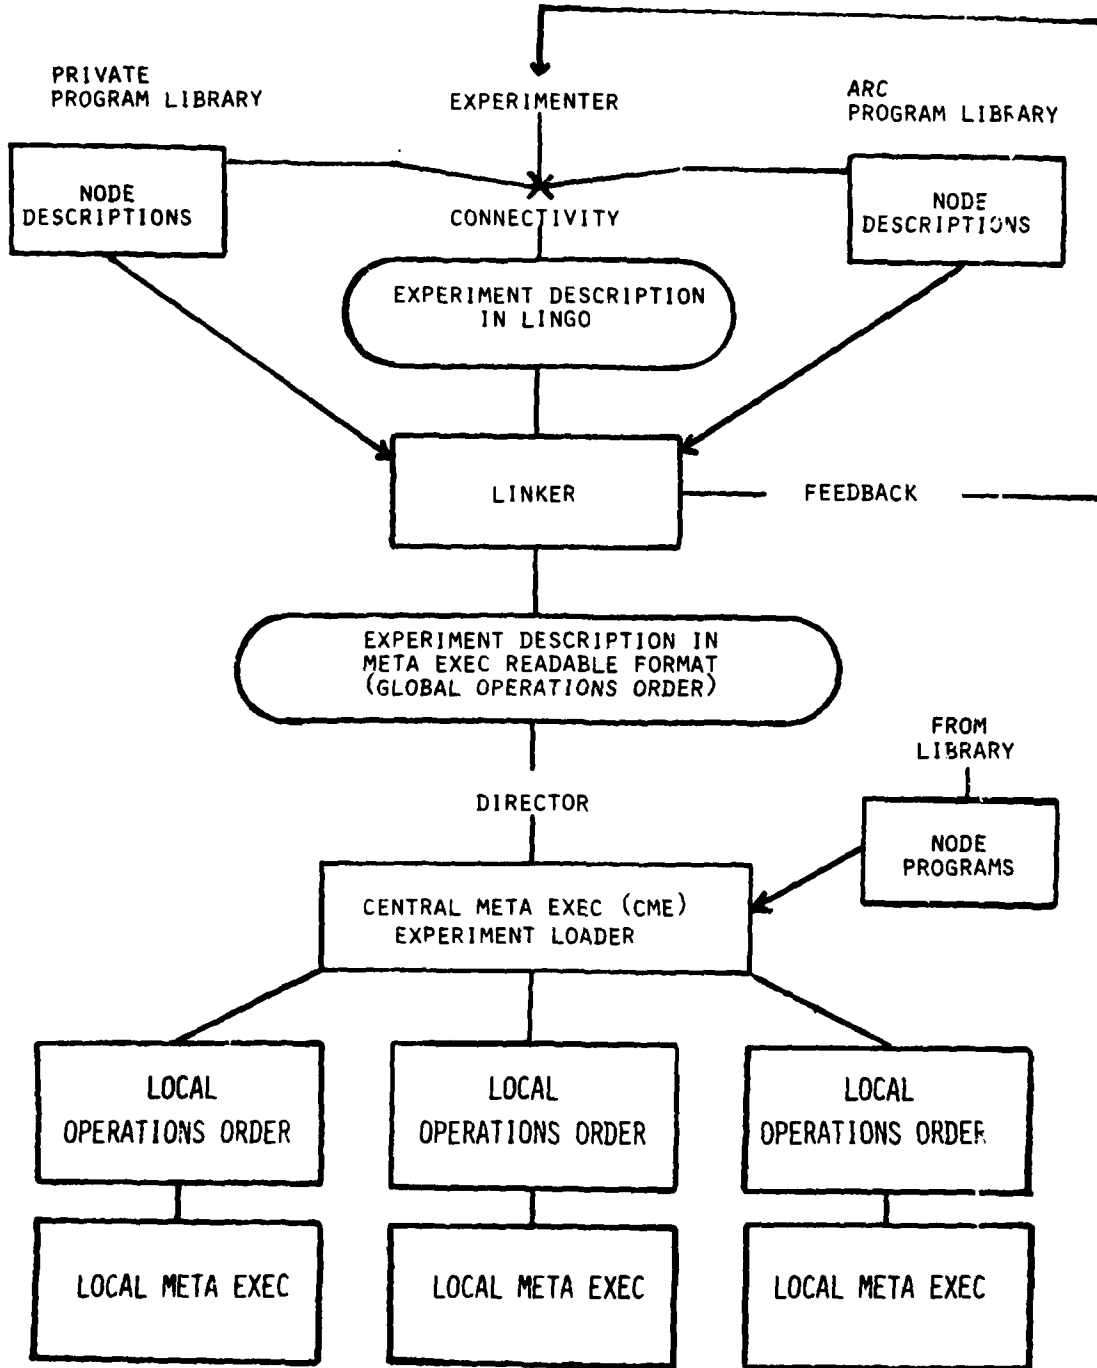 PRIVATE
PROGRAM LIBRARY
EXPERIMENTER
ARC
PROGRAM LIBRARY
NODE
DESCRIPTIONS
CONNECTIVITY
NODE
DESCRIPTIONS
EXPERIMENT DESCRIPTION
IN LINGO
LINKER
FEEDBACK
EXPERIMENT DESCRIPTION IN
META EXEC READABLE FORMAT
(GLOBAL OPERATIONS ORDER)
FROM
LIBRARY
DIRECTOR
NODE
PROGRAMS
CENTRAL META EXEC (CME)
EXPERIMENT LOADER
LOCAL
OPERATIONS ORDER
LOCAL
OPERATIONS ORDER
LOCAL
OPERATIONS ORDER
LOCAL META EXEC
LOCAL META EXEC
LOCAL META EXEC